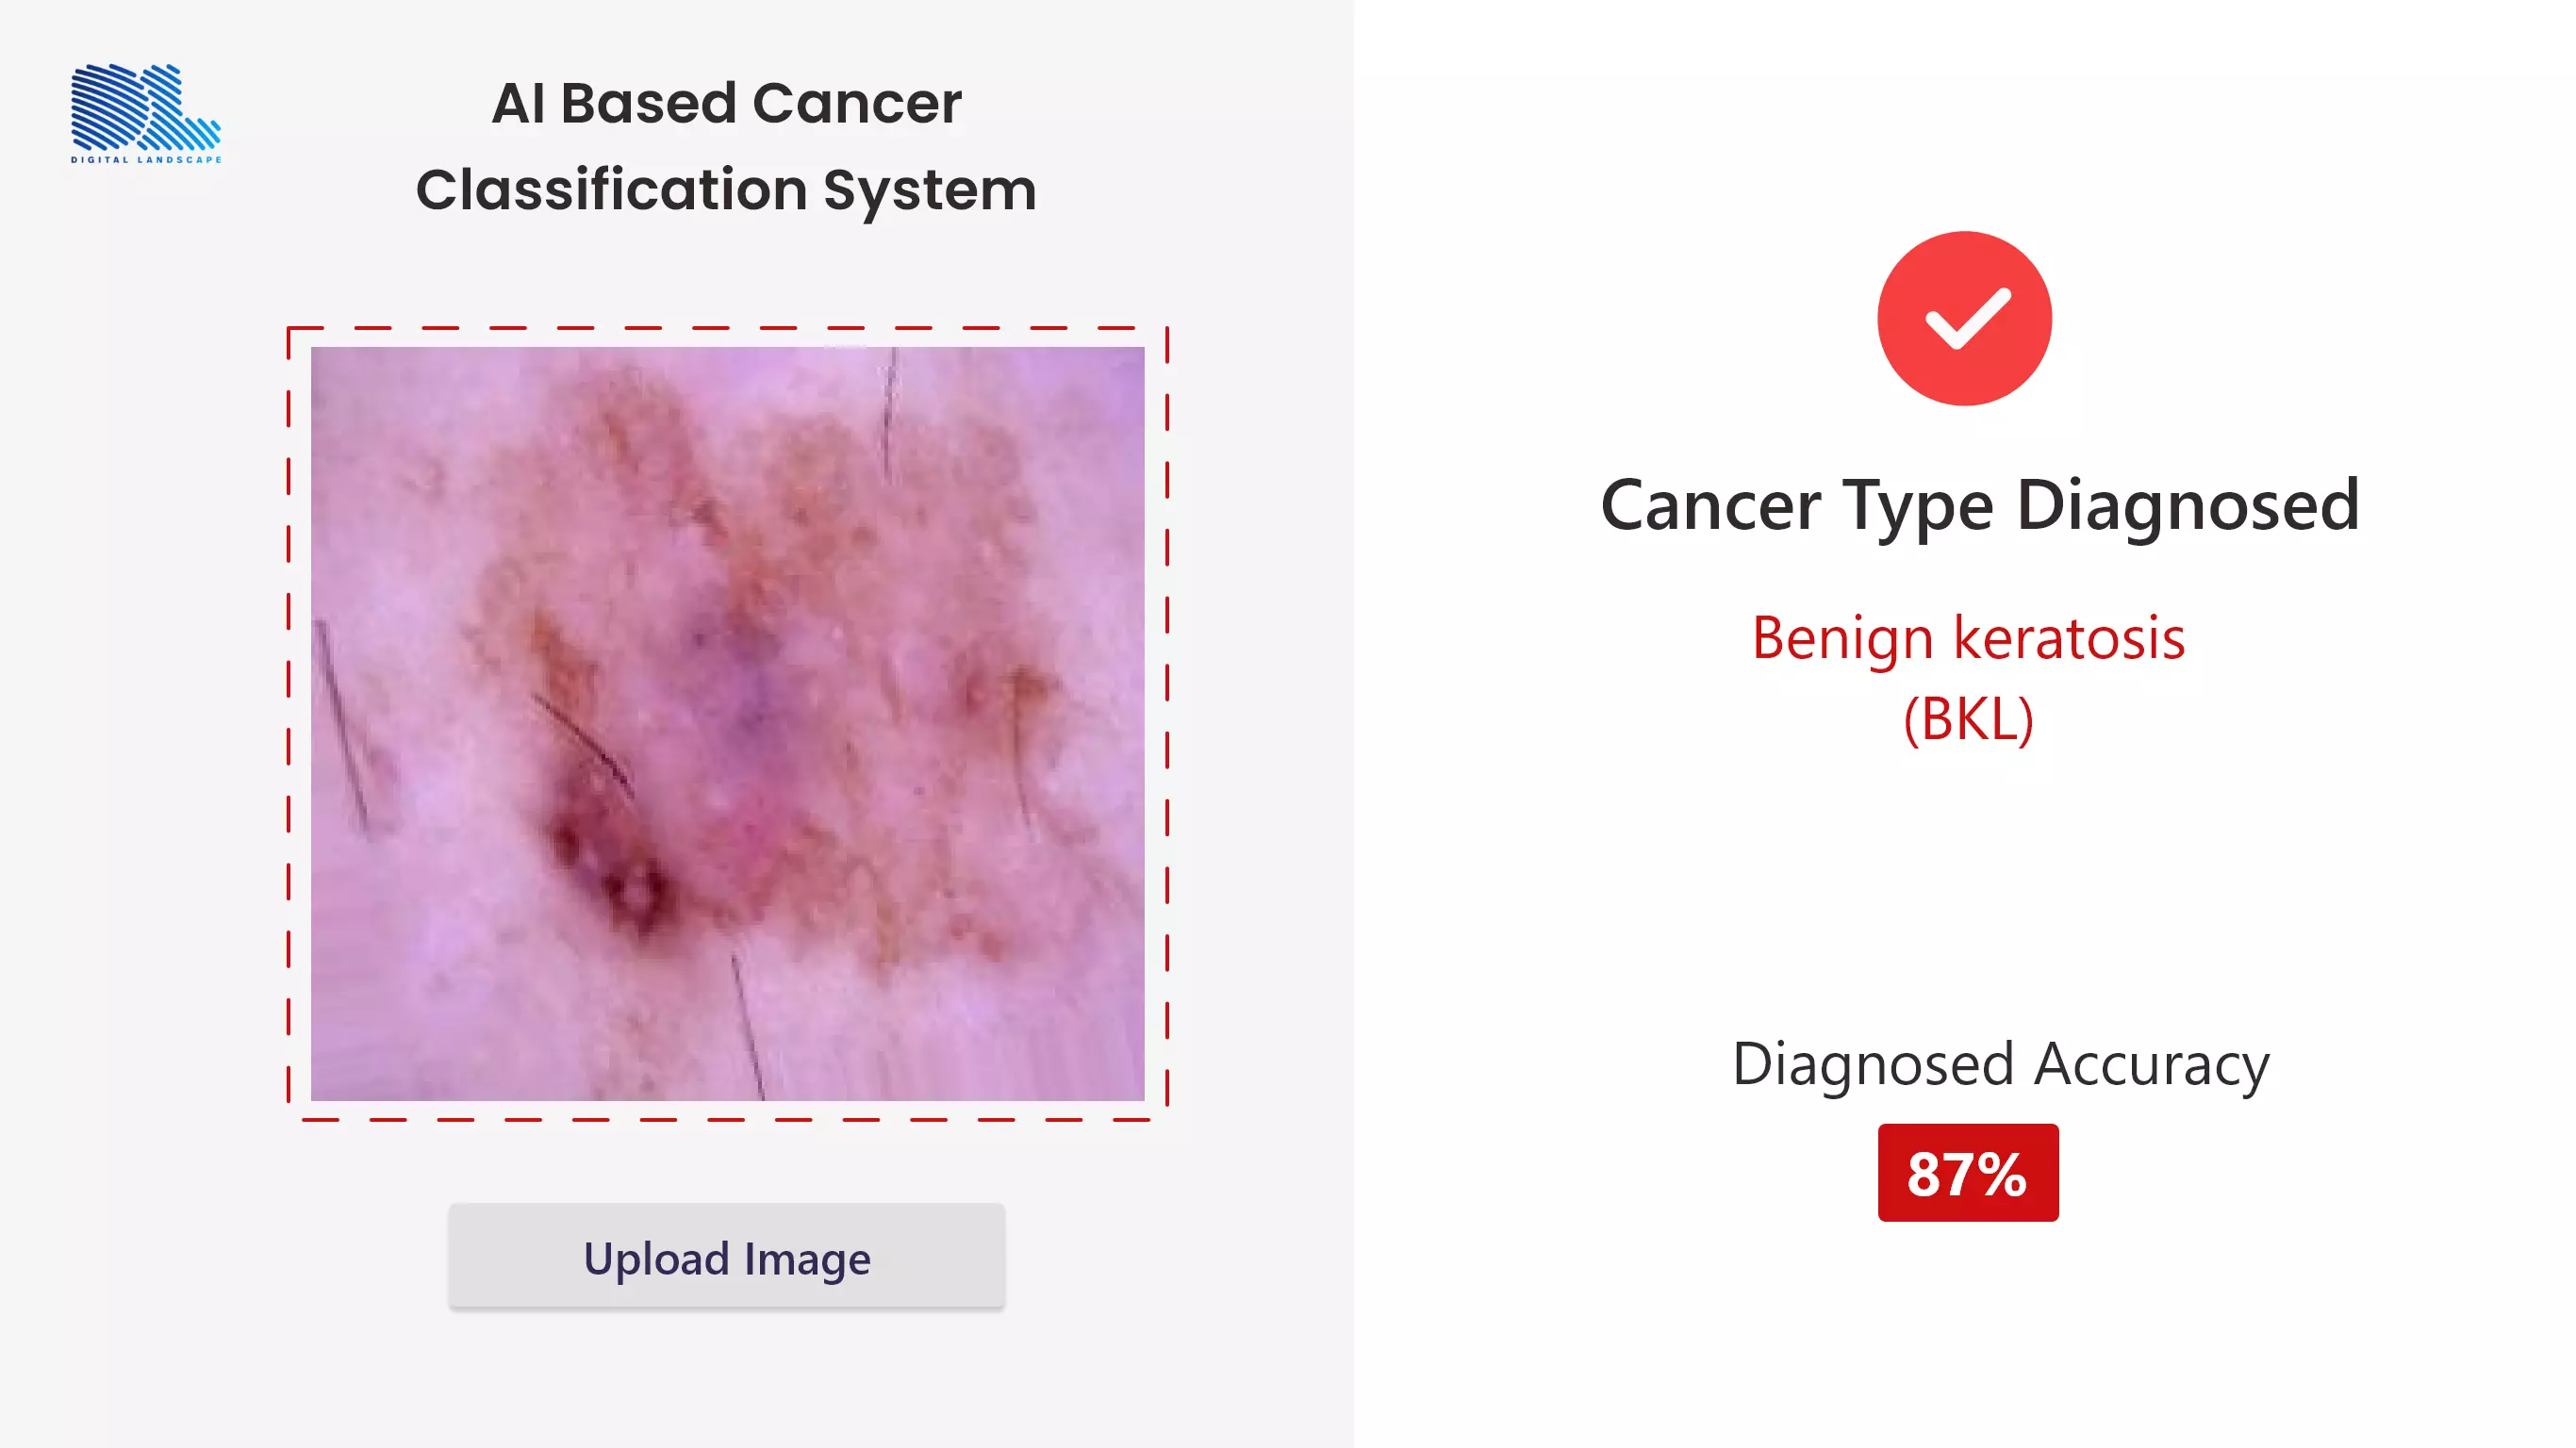 DIGITAL LANDSCAPE
AI Based Cancer
Classification System
Upload Image
Cancer Type Diagnosed
Benign keratosis
(BKL)
Diagnosed Accuracy
87%